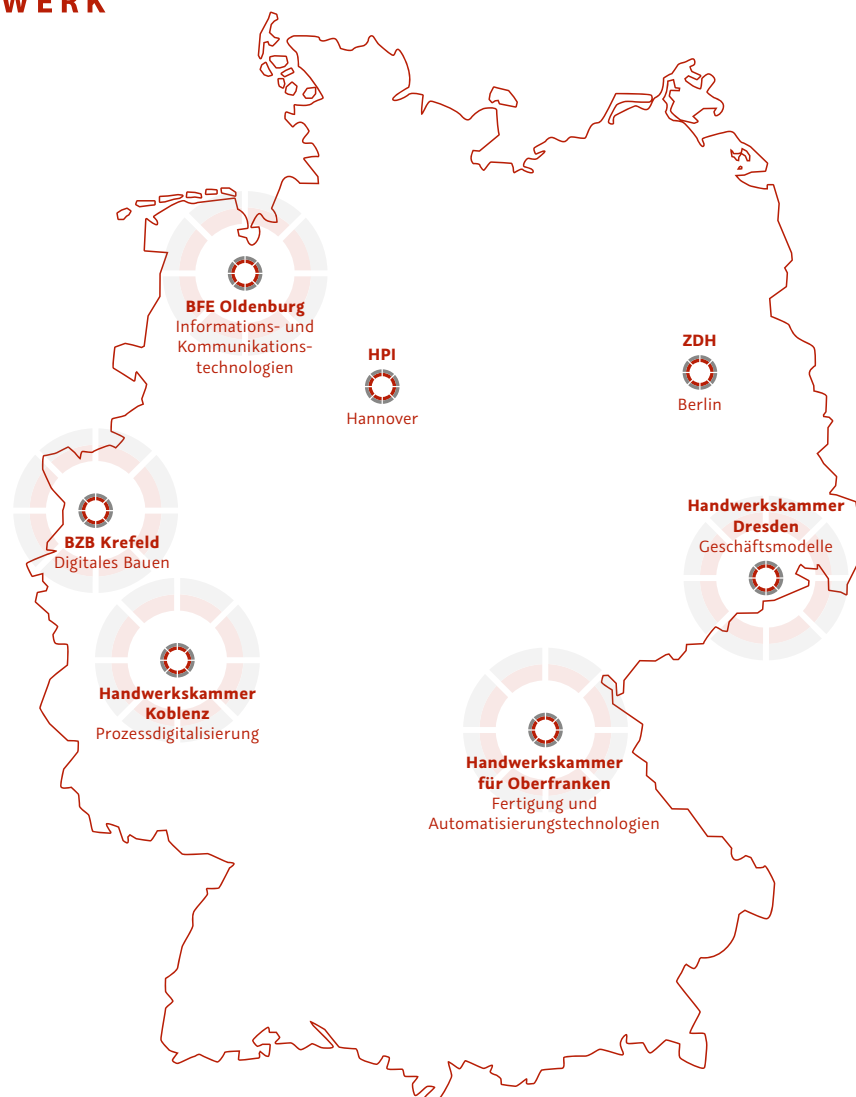 WERK
BFE Oldenburg
Informations- und
Kommunikations-
technologien
HPI
Hannover
ZDH
Berlin
BZB Krefeld
Digitales Bauen
Handwerkskammer
Dresden
Geschäftsmodelle
Handwerkskammer
Koblenz
Prozessdigitalisierung
Handwerkskammer
für Oberfranken
Fertigung und
Automatisierungstechnologien